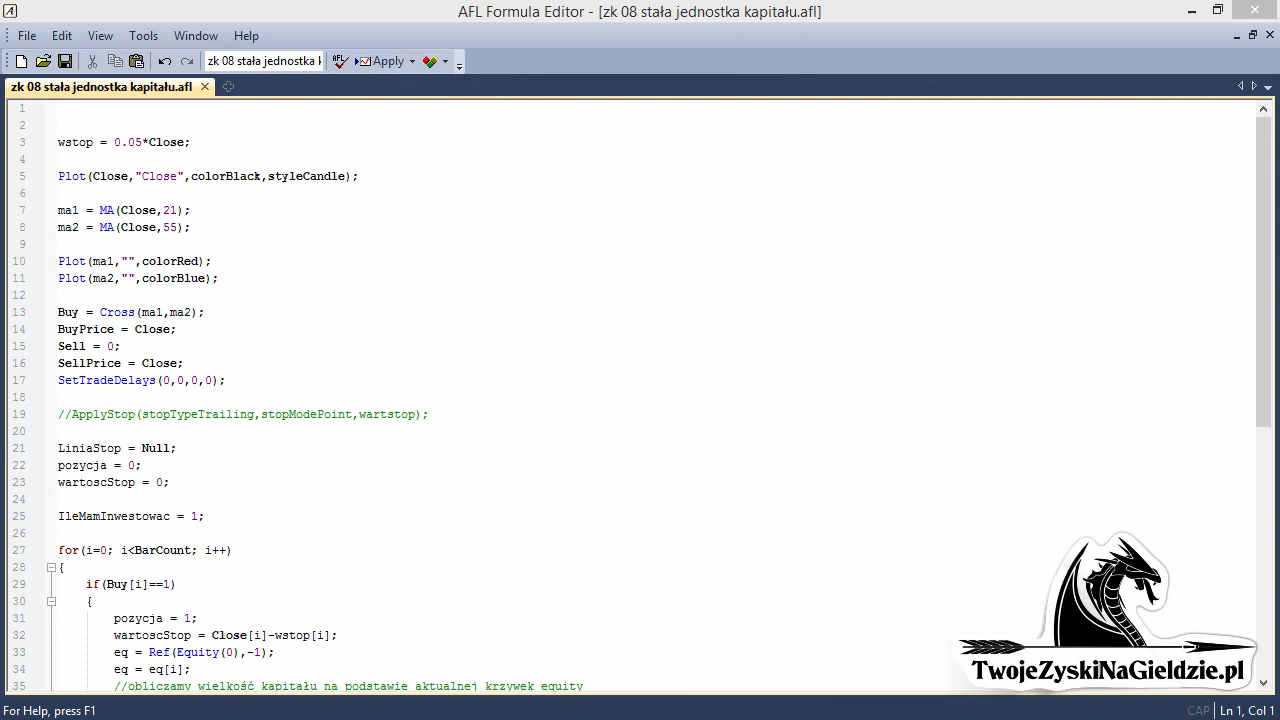 AFL Formula Editor - [zk 08 stała jednostka kapitału.afl]
File Edit View Tools Window Help
zk 08 stała jednostka k AFL Apply
zk 08 stała jednostka kapitału.afl
1
2
3 wstop = 0.05*Close;
4
5 Plot(Close,"Close",colorBlack,styleCandle);
6
7 ma1 = MA(Close,21);
8 ma2 = MA(Close,55);
9
10 Plot(ma1,"",colorRed);
11 Plot(ma2,"",colorBlue);
12
13 Buy = Cross(ma1,ma2);
14 BuyPrice = Close;
15 Sell = 0;
16 SellPrice = Close;
17 SetTradeDelays(0,0,0,0);
18
19 //ApplyStop(stopTypeTrailing,stopModePoint,wartstop);
20
21 LiniaStop = Null;
22 pozycja = 0;
23 wartoscStop = 0;
24
25 IleMamInwestowac = 1;
26
27 for(i=0; i<BarCount; i++)
28 {
29 if(Buy[i]==1)
30 {
31 pozycja = 1;
32 wartoscStop = Close[i]-wstop[i];
33 eq = Ref(Equity(0),-1);
34 eq = eq[i];
35 //obliczamy wielkość kapitału na podstawie aktualnej krzywek equity
TwojeZyskiNaGieldzie.pl
For Help, press F1 CAP Ln 1, Col 1